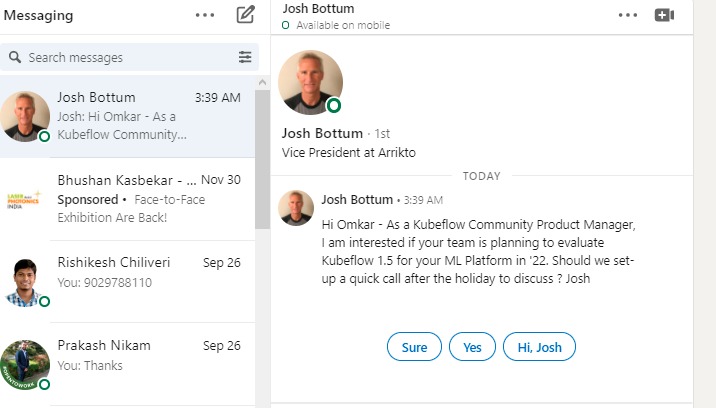 Messaging
Search messages
Josh Bottum 3:39 AM
Josh: Hi Omkar - As a
Kubeflow Community...
Bhushan Kasbekar - ... Nov 30
Sponsored • Face-to-Face
Exhibition Are Back!
LASER World of
PHOTONICS
INDIA
Rishikesh Chiliveri Sep 26
You: 9029788110
Prakash Nikam Sep 26
You: Thanks
#OPENTOWORK
Josh Bottum
Available on mobile
Josh Bottum · 1st
Vice President at Arrikto
TODAY
Josh Bottum • 3:39 AM
Hi Omkar - As a Kubeflow Community Product Manager,
I am interested if your team is planning to evaluate
Kubeflow 1.5 for your ML Platform in '22. Should we set-
up a quick call after the holiday to discuss ? Josh
Sure Yes Hi, Josh